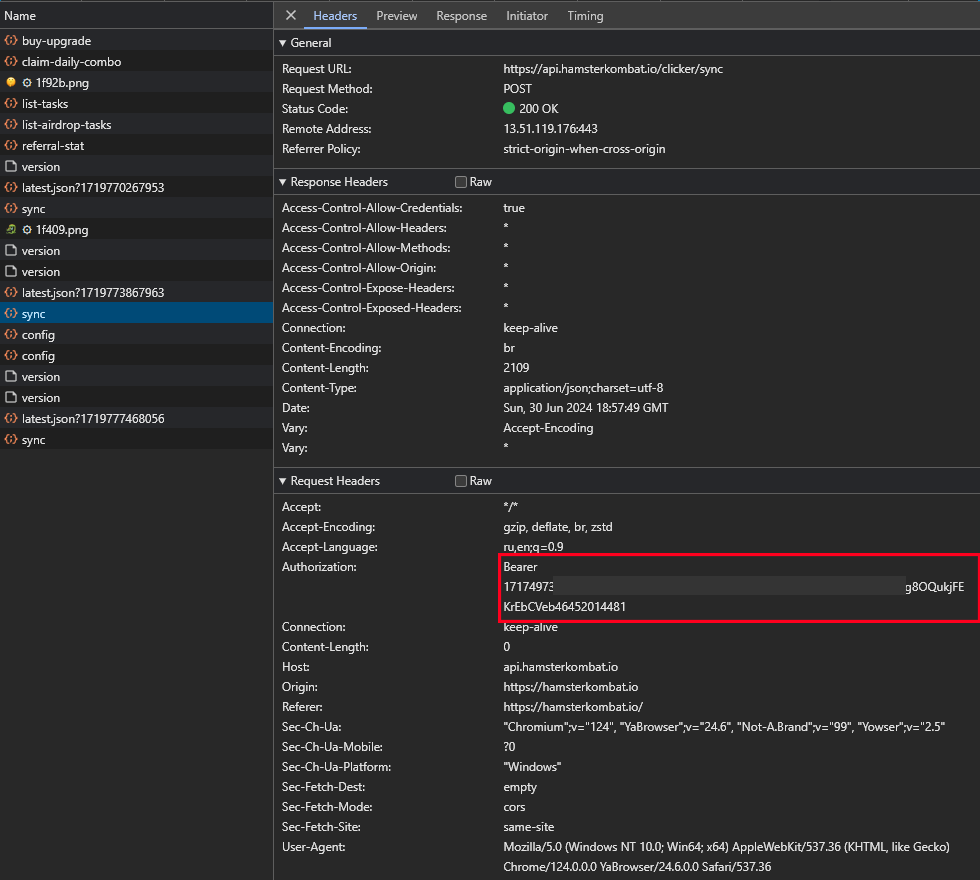 Name
buy-upgrade
claim-daily-combo
1f92b.png
list-tasks
list-airdrop-tasks
referral-stat
version
latest.json?1719770267953
sync
1f409.png
version
version
latest.json?1719773867963
sync
config
config
version
version
latest.json?1719777468056
sync
Headers Preview Response Initiator Timing
General
Request URL: https://api.hamsterkombat.io/clicker/sync
Request Method: POST
Status Code: 200 OK
Remote Address: 13.51.119.176:443
Referrer Policy: strict-origin-when-cross-origin
Response Headers Raw
Access-Control-Allow-Credentials: true
Access-Control-Allow-Headers: *
Access-Control-Allow-Methods: *
Access-Control-Allow-Origin: *
Access-Control-Expose-Headers: *
Access-Control-Exposed-Headers: *
Connection: keep-alive
Content-Encoding: br
Content-Length: 2109
Content-Type: application/json;charset=utf-8
Date: Sun, 30 Jun 2024 18:57:49 GMT
Vary: Accept-Encoding
Vary: *
Request Headers Raw
Accept: */*
Accept-Encoding: gzip, deflate, br, zstd
Accept-Language: ru,en;q=0.9
Authorization: Bearer
17174973 g8OQukjFE
KrEbCVeb46452014481
Connection: keep-alive
Content-Length: 0
Host: api.hamsterkombat.io
Origin: https://hamsterkombat.io
Referer: https://hamsterkombat.io/
Sec-Ch-Ua: "Chromium";v="124", "YaBrowser";v="24.6", "Not-A.Brand";v="99", "Yowser";v="2.5"
Sec-Ch-Ua-Mobile: ?0
Sec-Ch-Ua-Platform: "Windows"
Sec-Fetch-Dest: empty
Sec-Fetch-Mode: cors
Sec-Fetch-Site: same-site
User-Agent: Mozilla/5.0 (Windows NT 10.0; Win64; x64) AppleWebKit/537.36 (KHTML, like Gecko)
Chrome/124.0.0.0 YaBrowser/24.6.0.0 Safari/537.36